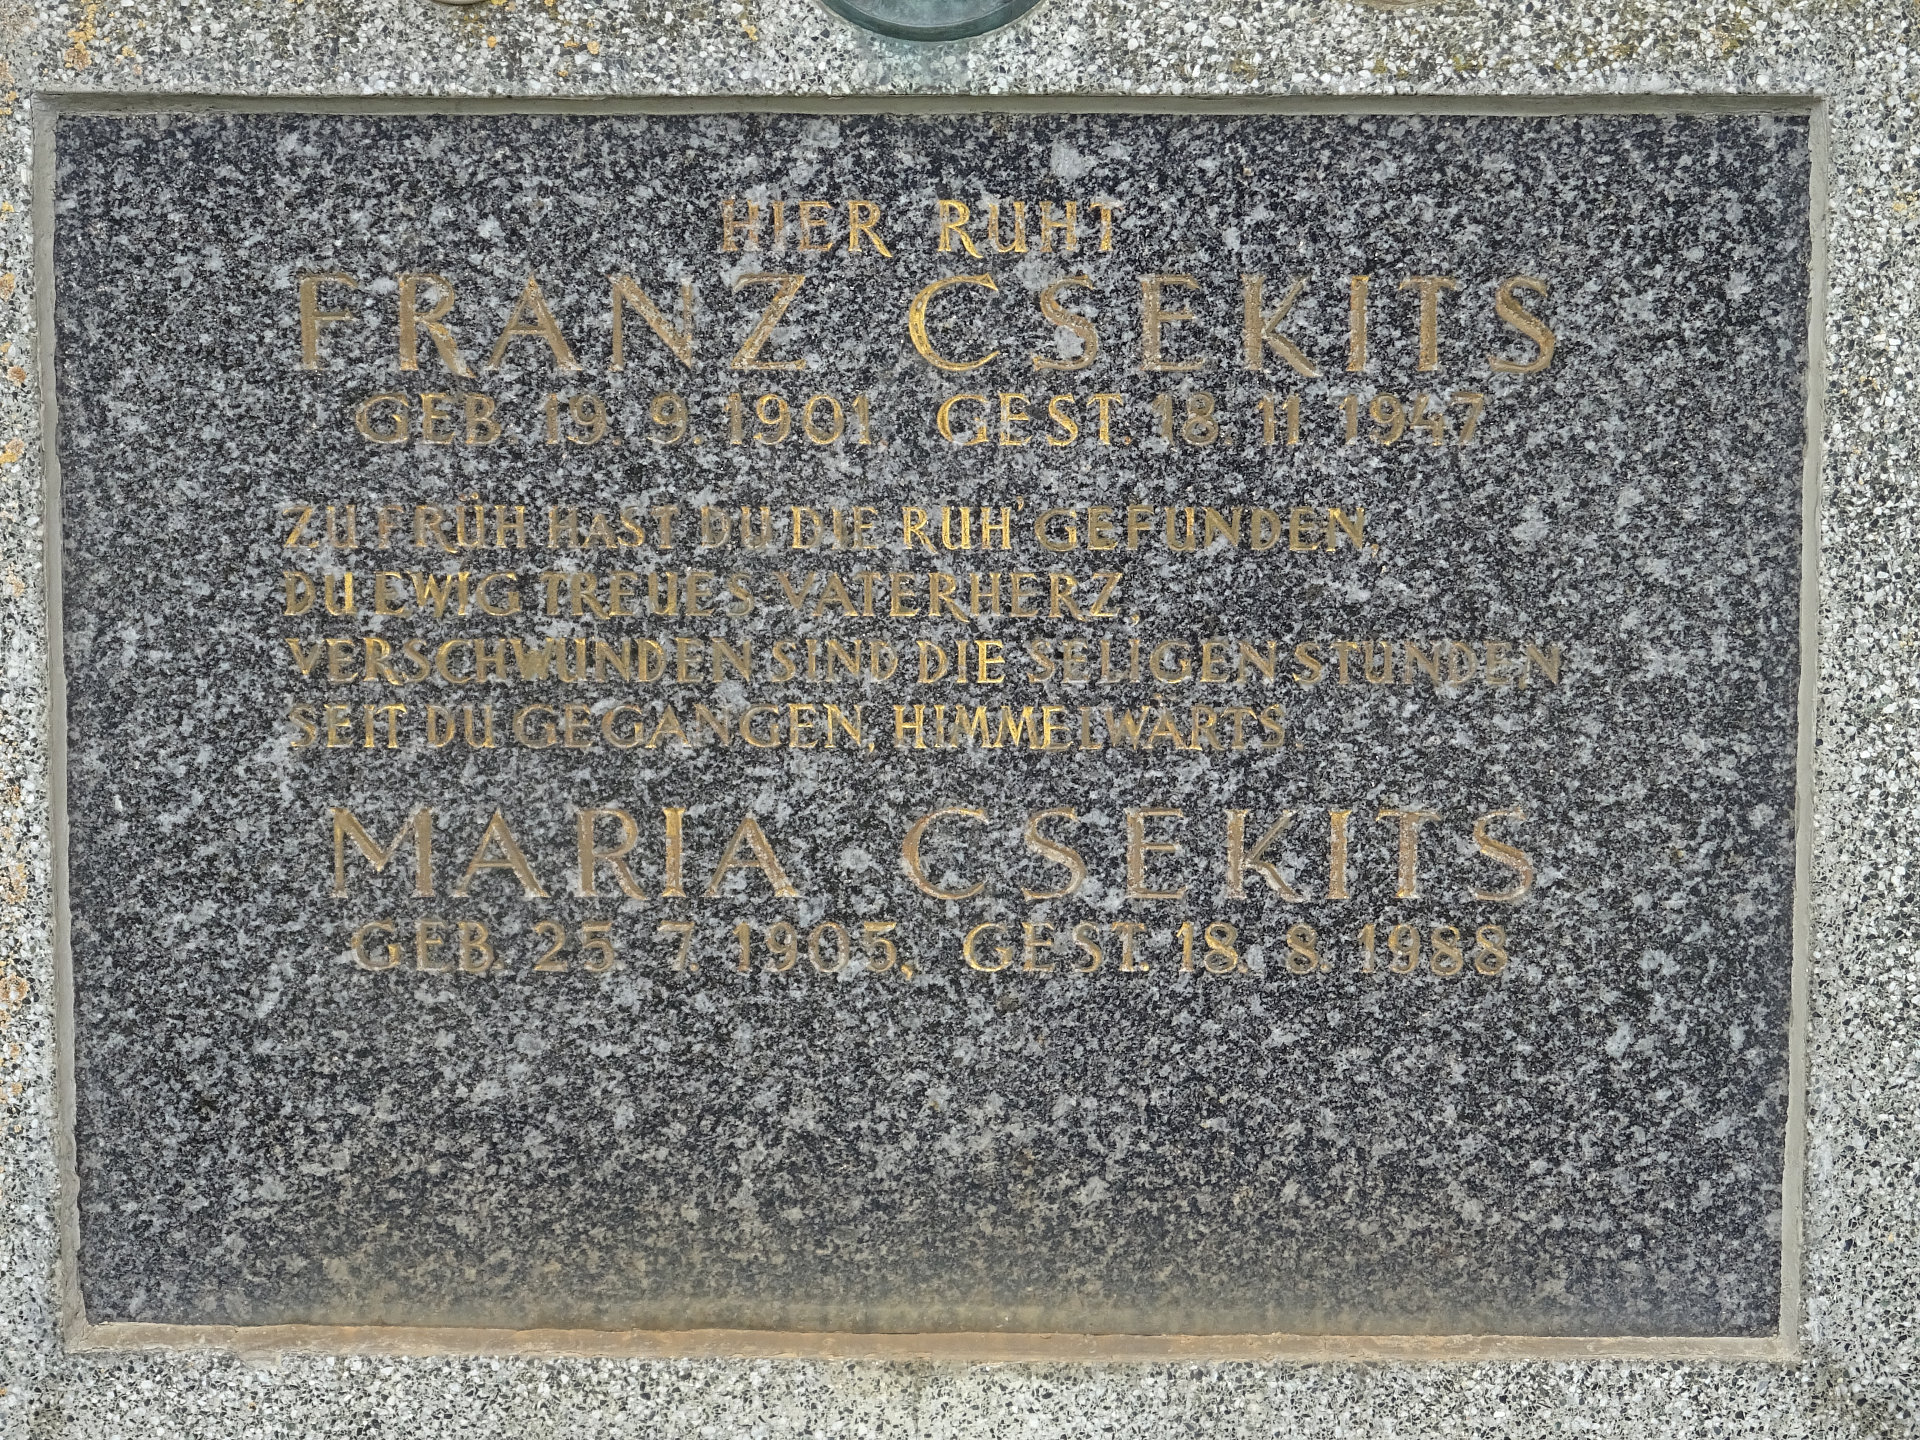 HIER RUHT
FRANZ CSEKITS
GEB. 19. 9. 1901. GEST. 18. 11. 1947
ZU FRÜH HAST DU DIE RUH' GEFUNDEN,
DU EWIG TREUES VATERHERZ,
VERSCHWUNDEN SIND DIE SELIGEN STUNDEN
SEIT DU GEGANGEN, HIMMELWÄRTS.
MARIA CSEKITS
GEB. 25. 7. 1905, GEST. 18. 8. 1988